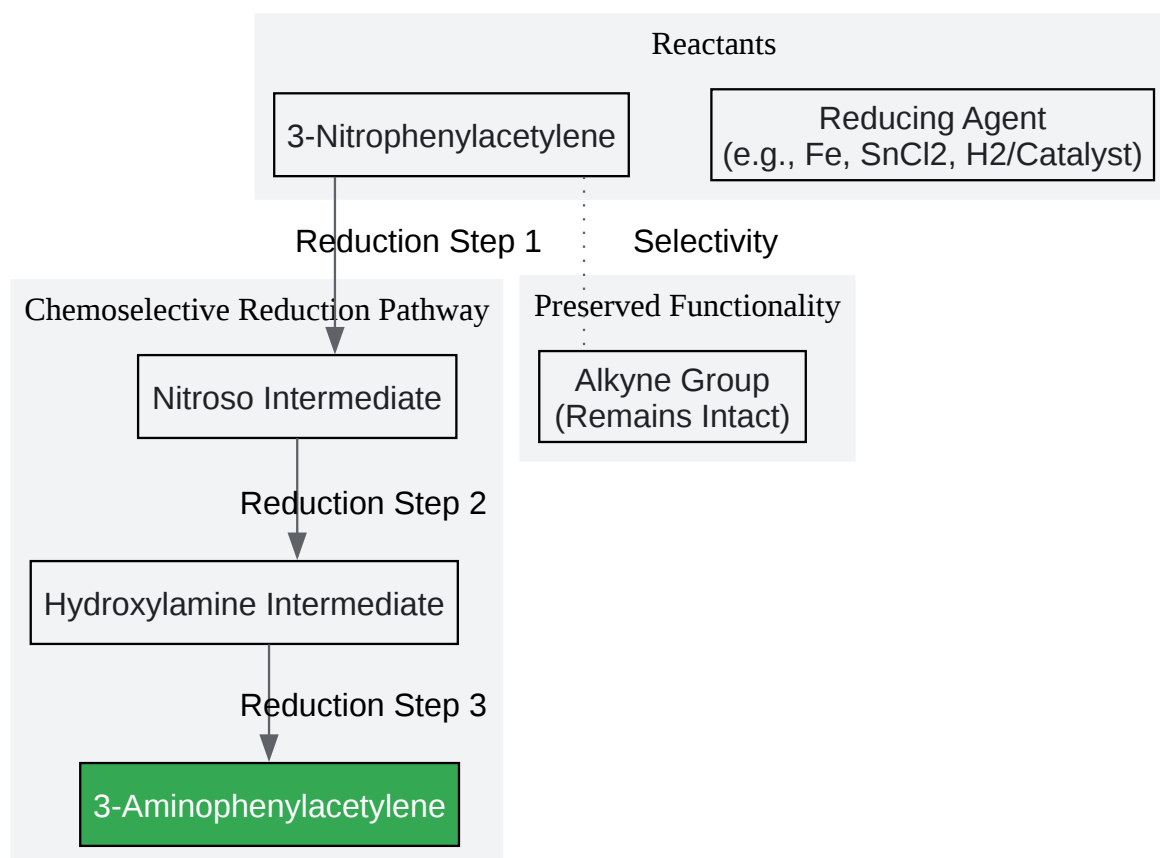 Reactants
3-Nitrophenylacetylene
Reducing Agent
(e.g., Fe, SnCl2, H2/Catalyst)
Reduction Step 1
Selectivity
Chemoselective Reduction Pathway
Preserved Functionality
Nitroso Intermediate
Alkyne Group
(Remains Intact)
Reduction Step 2
Hydroxylamine Intermediate
Reduction Step 3
3-Aminophenylacetylene